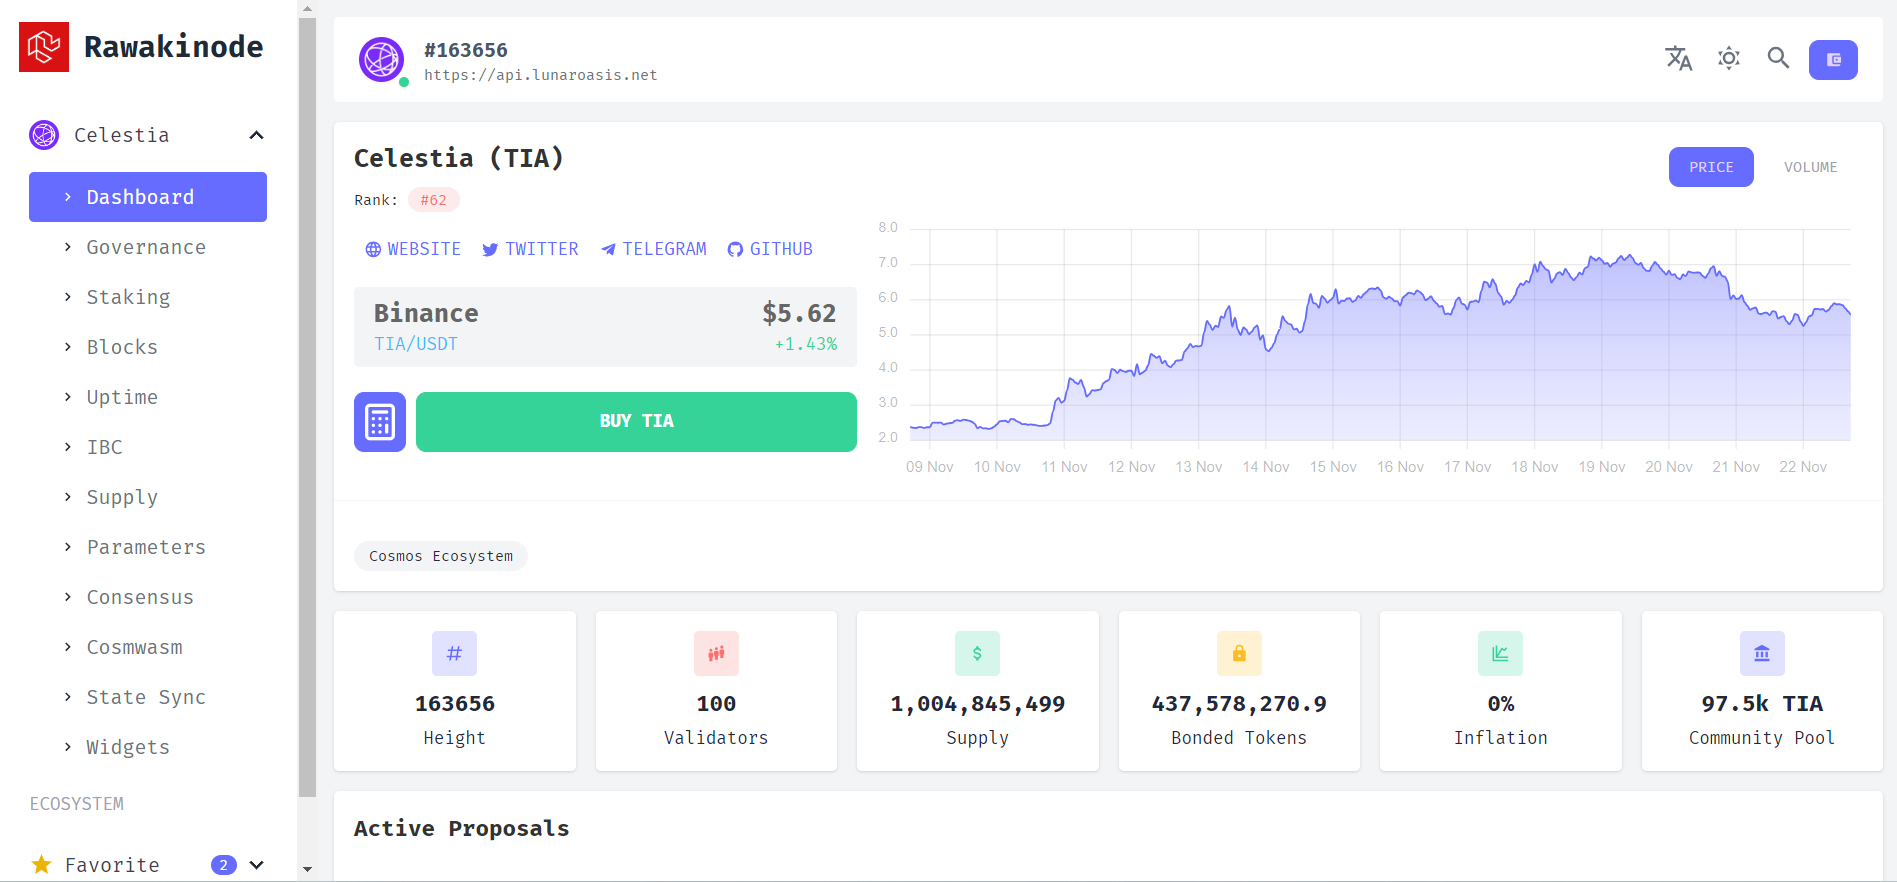 Rawakinode
Celestia
Dashboard
Governance
Staking
Blocks
Uptime
IBC
Supply
Parameters
Consensus
Cosmwasm
State Sync
Widgets
ECOSYSTEM
Favorite 2
#163656
https://api.lunaroasis.net
Celestia (TIA)
Rank: #62
WEBSITE TWITTER TELEGRAM GITHUB
Binance $5.62
TIA/USDT +1.43%
BUY TIA
PRICE VOLUME
8.0
7.0
6.0
5.0
4.0
3.0
2.0
09 Nov 10 Nov 11 Nov 12 Nov 13 Nov 14 Nov 15 Nov 16 Nov 17 Nov 18 Nov 19 Nov 20 Nov 21 Nov 22 Nov
Cosmos Ecosystem
163656
Height
100
Validators
1,004,845,499
Supply
437,578,270.9
Bonded Tokens
0%
Inflation
97.5k TIA
Community Pool
Active Proposals